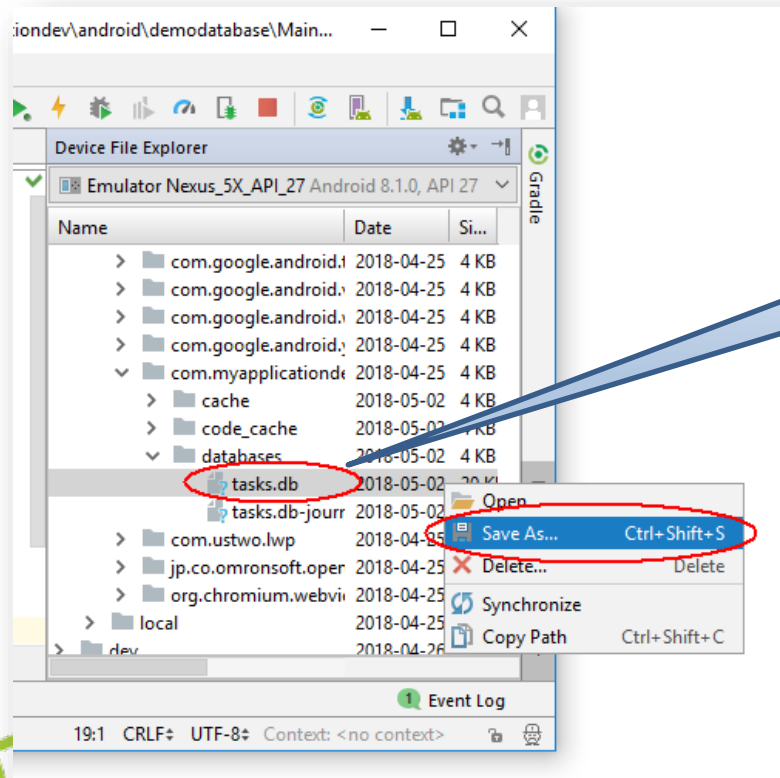 iondev\android\demodatabase\Main...
Device File Explorer
Emulator Nexus_5X_API_27 Android 8.1.0, API 27
Gradle
Name Date Si...
com.google.android.t 2018-04-25 4 KB
com.google.android.v 2018-04-25 4 KB
com.google.android.v 2018-04-25 4 KB
com.google.android.y 2018-04-25 4 KB
com.myapplicationde 2018-04-25 4 KB
cache 2018-05-02 4 KB
code_cache 2018-05-02 4 KB
databases 2018-05-02 4 KB
tasks.db 2018-05-02
tasks.db-jourr 2018-05-02
com.ustwo.lwp 2018-04-25
jp.co.omronsoft.oper 2018-04-25
org.chromium.webvi 2018-04-25
local 2018-04-25
dev 2018-04-26
Open
Save As... Ctrl+Shift+S
Delete... Delete
Synchronize
Copy Path Ctrl+Shift+C
1 Event Log
19:1 CRLF UTF-8 Context: <no context>